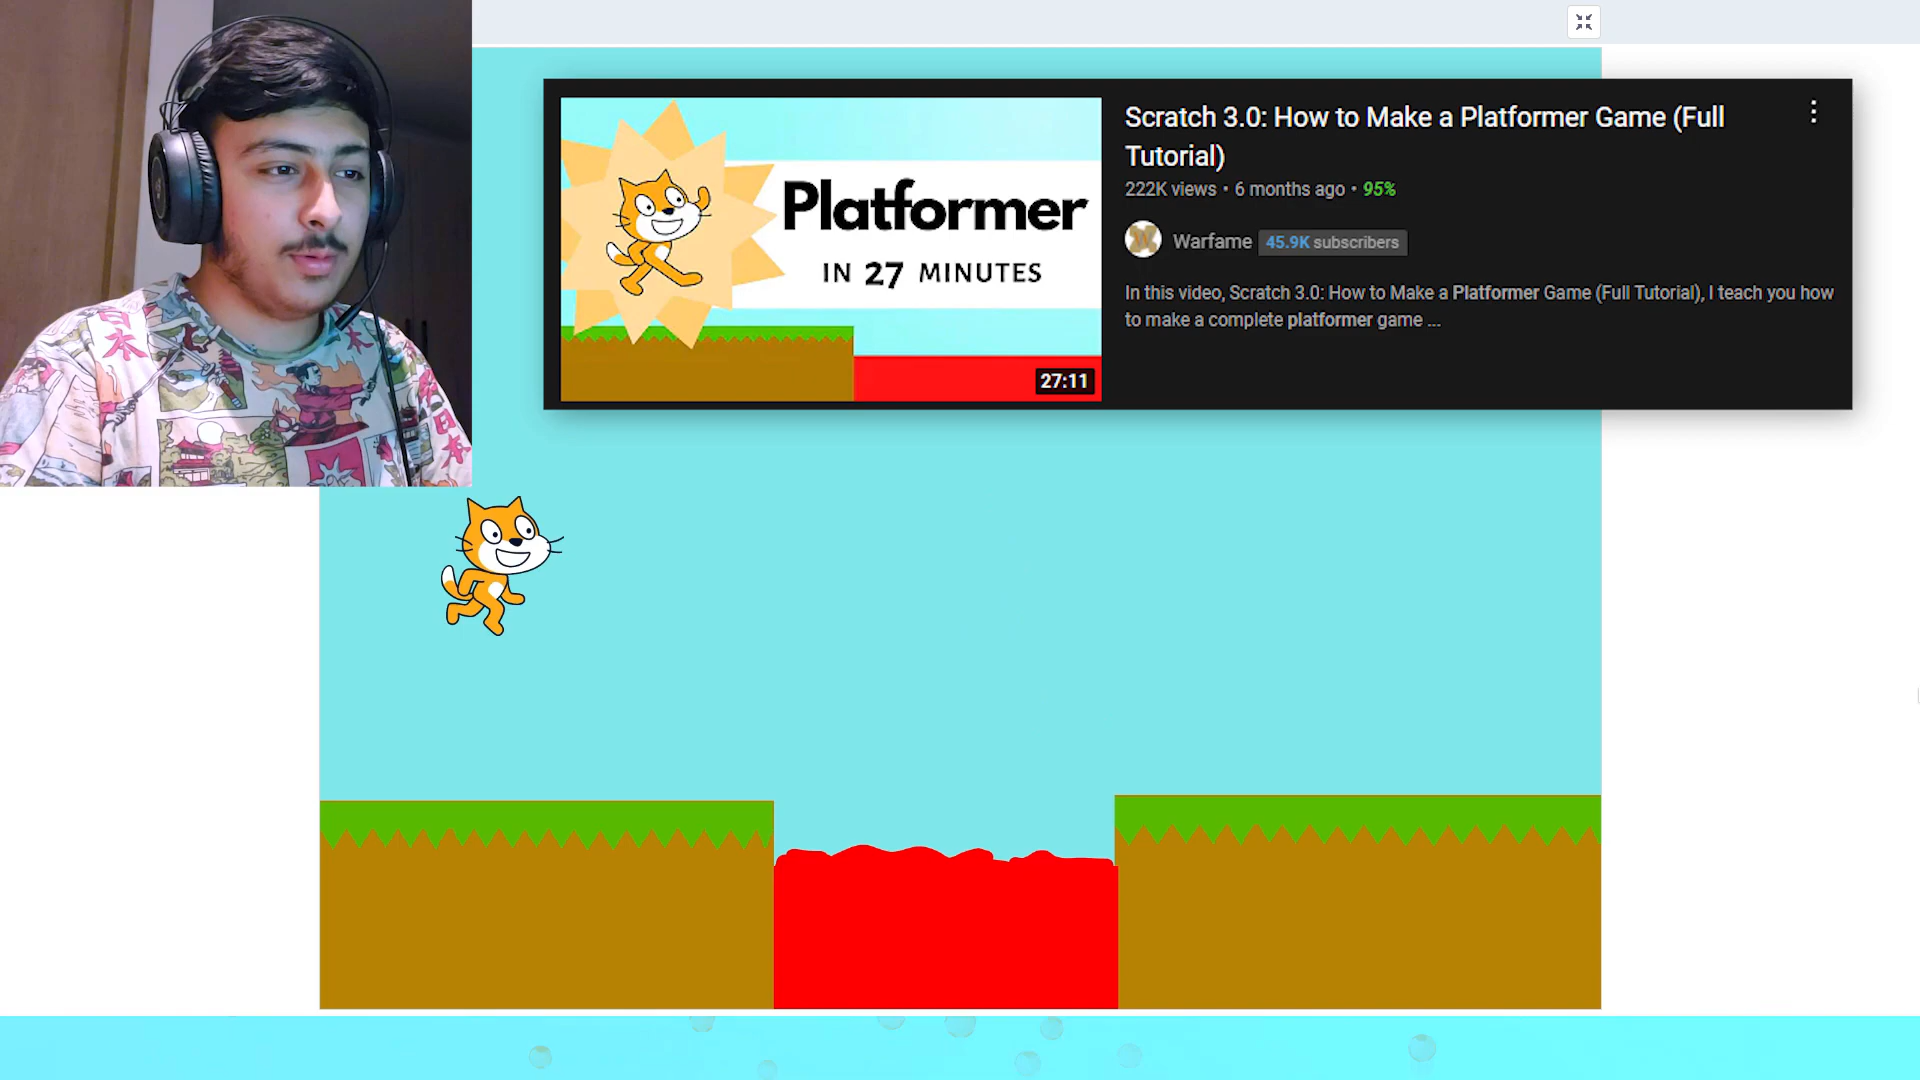 Platformer
IN 27 MINUTES
27:11
Scratch 3.0: How to Make a Platformer Game (Full
Tutorial)
222K views • 6 months ago • 95%
Warfame 45.9K subscribers
In this video, Scratch 3.0: How to Make a Platformer Game (Full Tutorial), I teach you how
to make a complete platformer game ...